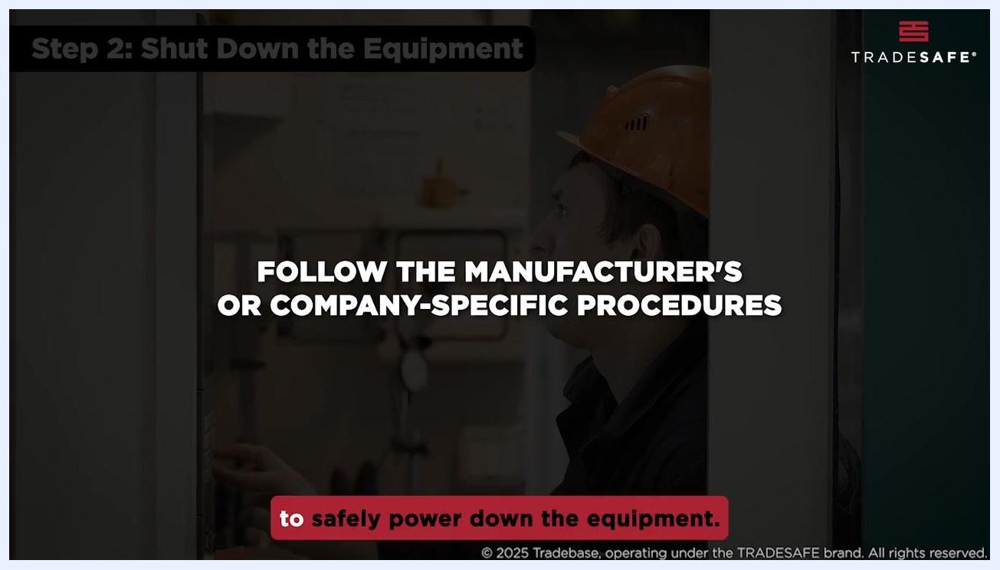 Step 2: Shut Down the Equipment
TRADESAFE®
FOLLOW THE MANUFACTURER'S
OR COMPANY-SPECIFIC PROCEDURES
to safely power down the equipment.
© 2025 Tradebase, operating under the TRADESAFE brand. All rights reserved.